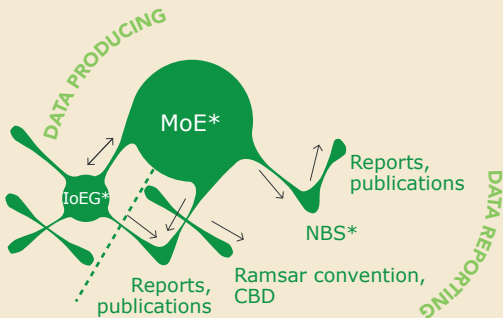 DATA PRODUCING
MoE*
IoEG*
Reports,
publications
NBS*
Reports,
publications
Ramsar convention,
CBD
DATA REPORTING